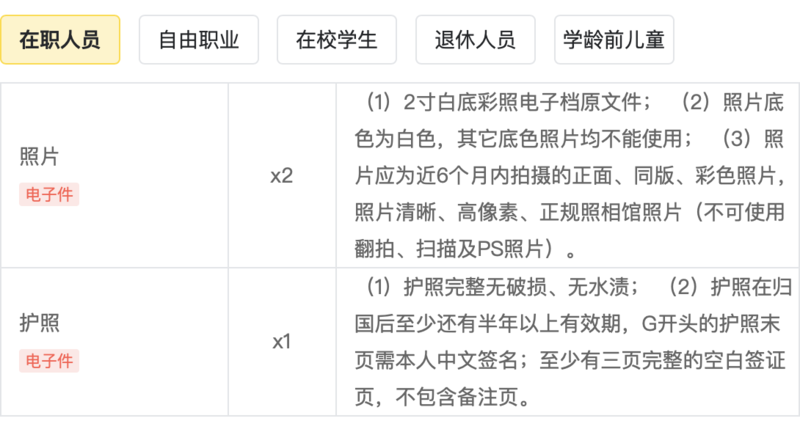 在职人员 自由职业 在校学生 退休人员 学龄前儿童
照片
电子件
x2
（1）2寸白底彩照电子档原文件； （2）照片底
色为白色，其它底色照片均不能使用； （3）照
片应为近6个月内拍摄的正面、同版、彩色照片，
照片清晰、高像素、正规照相馆照片（不可使用
翻拍、扫描及PS照片）。
护照
电子件
x1
（1）护照完整无破损、无水渍； （2）护照在归
国后至少还有半年以上有效期，G开头的护照末
页需本人中文签名；至少有三页完整的空白签证
页，不包含备注页。